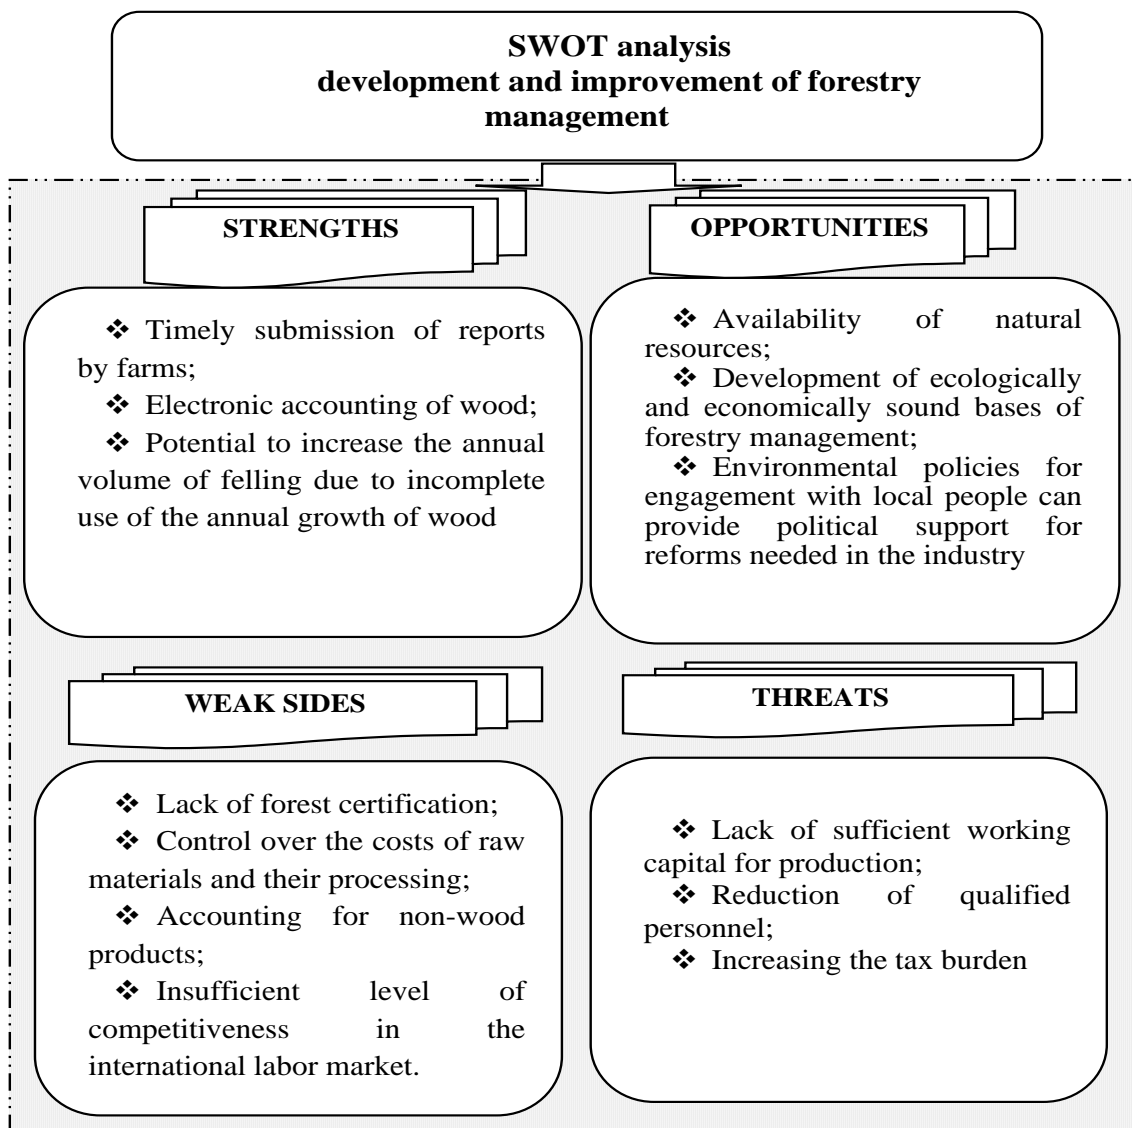 SWOT analysis
development and improvement of forestry
management
STRENGTHS
❖ Timely submission of reports
by farms;
❖ Electronic accounting of wood;
❖ Potential to increase the annual
volume of felling due to incomplete
use of the annual growth of wood
OPPORTUNITIES
❖ Availability of natural
resources;
❖ Development of ecologically
and economically sound bases of
forestry management;
❖ Environmental policies for
engagement with local people can
provide political support for
reforms needed in the industry
WEAK SIDES
❖ Lack of forest certification;
❖ Control over the costs of raw
materials and their processing;
❖ Accounting for non-wood
products;
❖ Insufficient level of
competitiveness in the
international labor market.
THREATS
❖ Lack of sufficient working
capital for production;
❖ Reduction of qualified
personnel;
❖ Increasing the tax burden